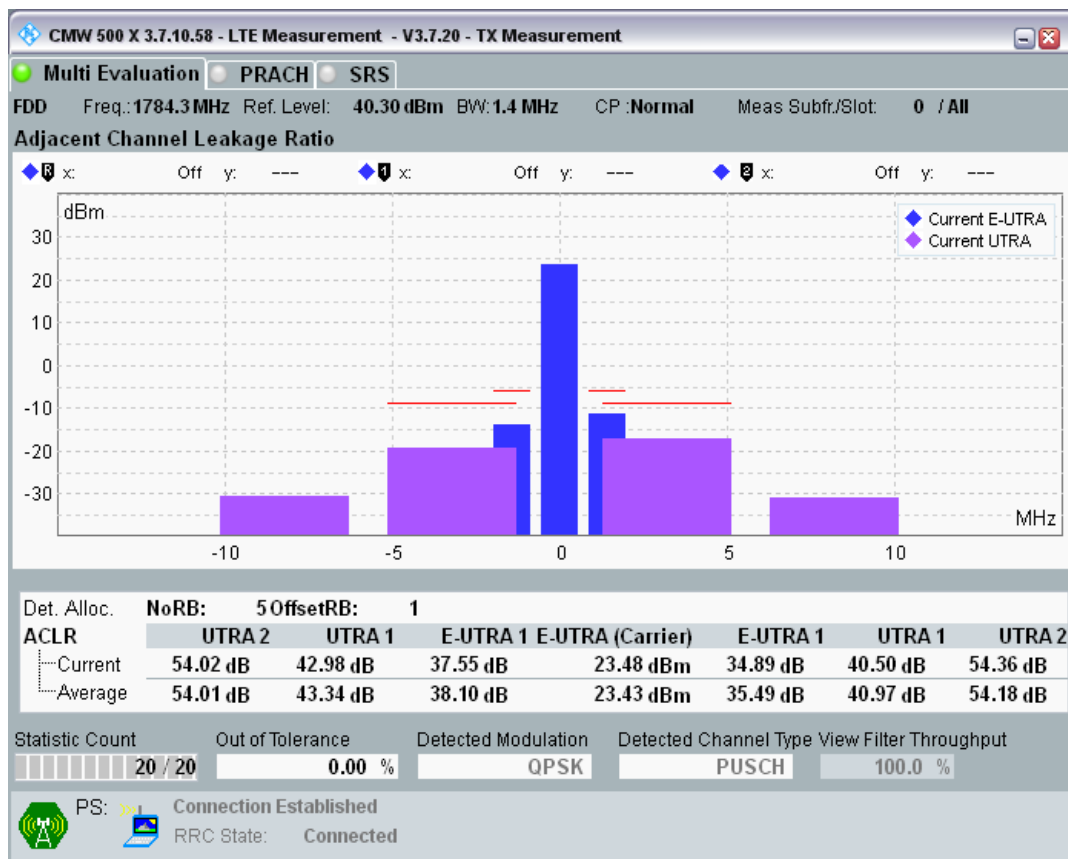 CMW 500 X 3.7.10.58 - LTE Measurement - V3.7.20 - TX Measurement
Multi Evaluation PRACH SRS
FDD Freq.: 1784.3 MHz Ref. Level: 40.30 dBm BW: 1.4 MHz CP : Normal Meas Subfr./Slot: 0 / All
Adjacent Channel Leakage Ratio
R x: Off y: --- 1 x: Off y: --- 2 x: Off y: ---
dBm
Current E-UTRA
Current UTRA
30
20
10
0
-10
-20
-30
MHz
-10 -5 0 5 10
Det. Alloc. NoRB: 5 OffsetRB: 1
ACLR UTRA 2 UTRA 1 E-UTRA 1 E-UTRA (Carrier) E-UTRA 1 UTRA 1 UTRA 2
Current 54.02 dB 42.98 dB 37.55 dB 23.48 dBm 34.89 dB 40.50 dB 54.36 dB
Average 54.01 dB 43.34 dB 38.10 dB 23.43 dBm 35.49 dB 40.97 dB 54.18 dB
Statistic Count Out of Tolerance Detected Modulation Detected Channel Type View Filter Throughput
20 / 20 0.00 % QPSK PUSCH 100.0 %
PS: Connection Established
RRC State: Connected